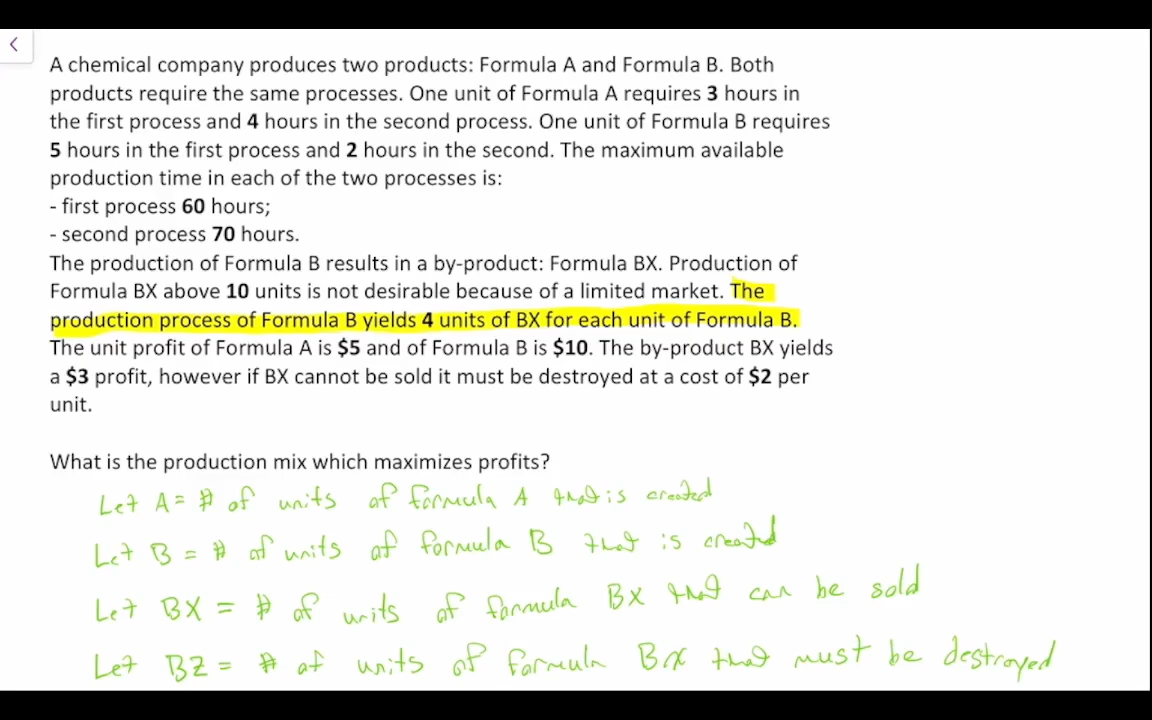 A chemical company produces two products: Formula A and Formula B. Both
products require the same processes. One unit of Formula A requires 3 hours in
the first process and 4 hours in the second process. One unit of Formula B requires
5 hours in the first process and 2 hours in the second. The maximum available
production time in each of the two processes is:
- first process 60 hours;
- second process 70 hours.
The production of Formula B results in a by-product: Formula BX. Production of
Formula BX above 10 units is not desirable because of a limited market. The
production process of Formula B yields 4 units of BX for each unit of Formula B.
The unit profit of Formula A is $5 and of Formula B is $10. The by-product BX yields
a $3 profit, however if BX cannot be sold it must be destroyed at a cost of $2 per
unit.
What is the production mix which maximizes profits?
Let A = # of units of formula A that is created
Let B = # of units of formula B that is created
Let BX = # of units of formula BX that can be sold
Let BZ = # of units of formula BX that must be destroyed